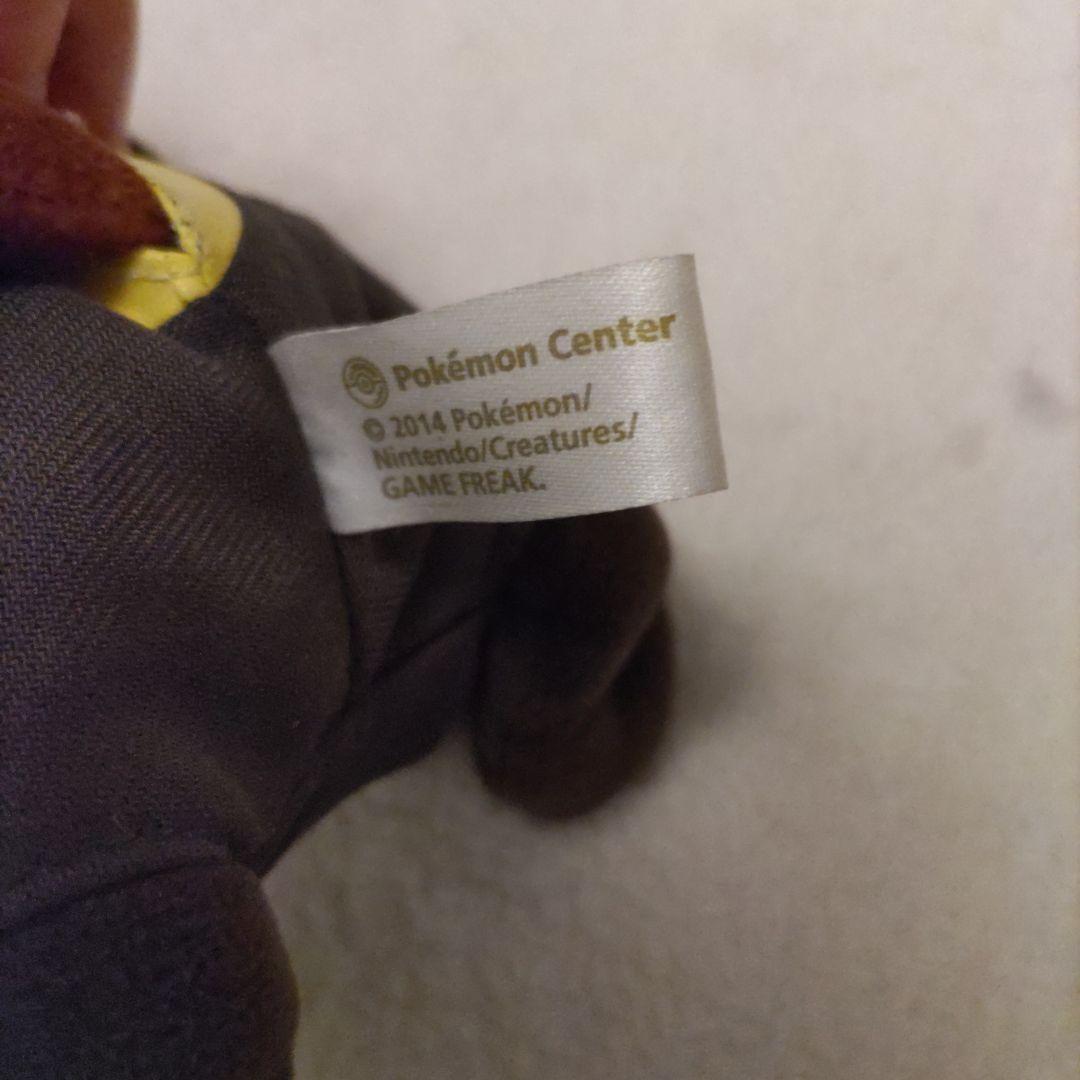 Pokémon Center
© 2014 Pokémon/
Nintendo/Creatures/
GAME FREAK.